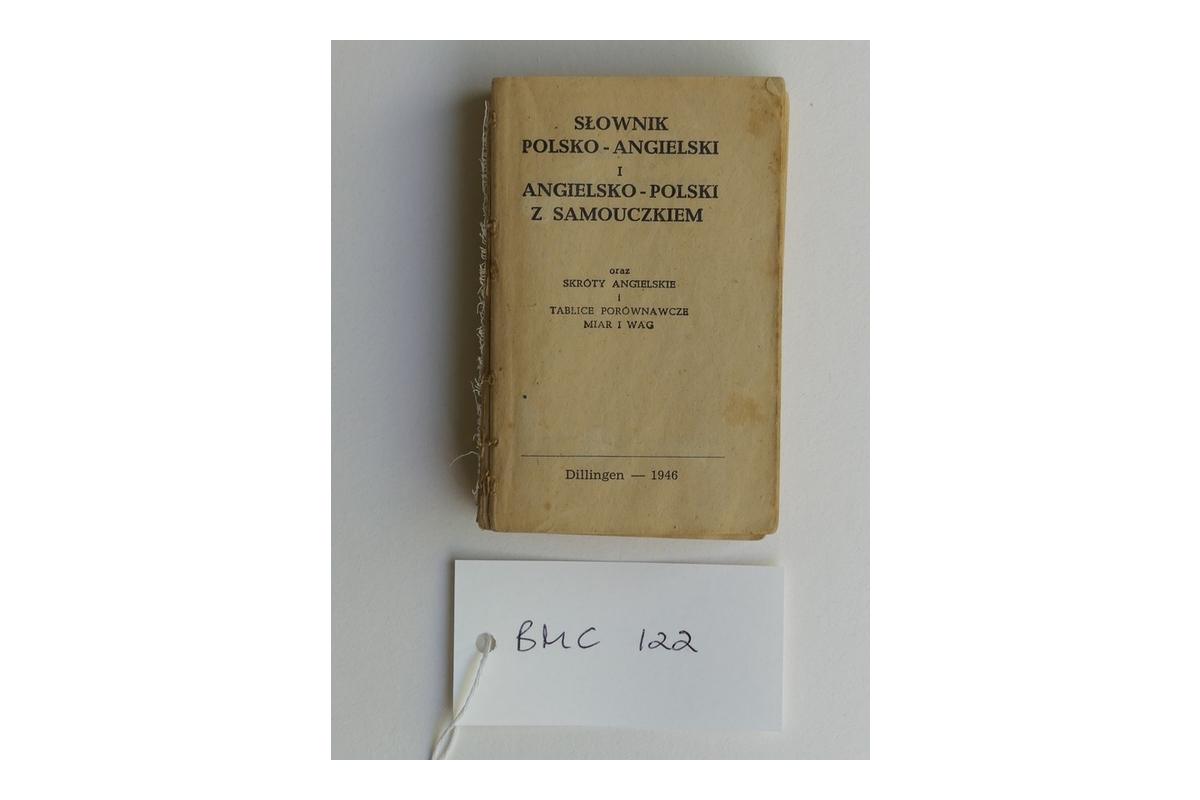 SŁOWNIK
POLSKO - ANGIELSKI
I
ANGIELSKO - POLSKI
Z SAMOUCZKIEM
oraz
SKRÓTY ANGIELSKIE
i
TABLICE PORÓWNAWCZE
MIAR I WAG
Dillingen — 1946
BMC 122